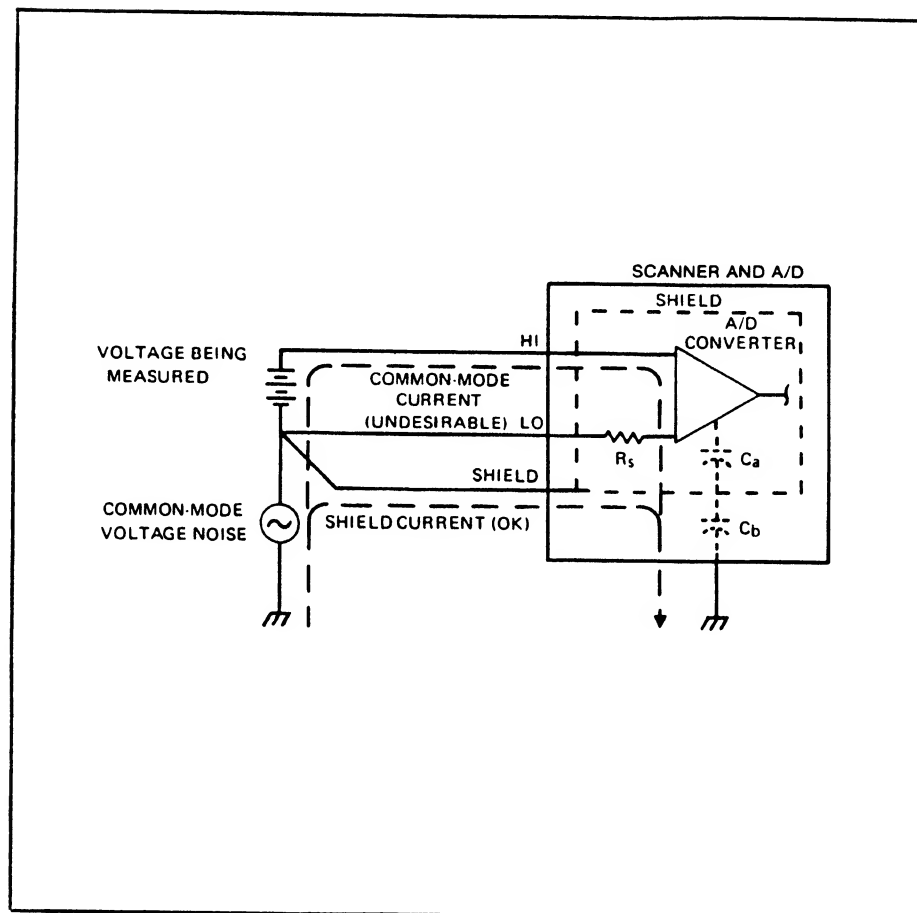 SCANNER AND A/D
SHIELD
A/D
CONVERTER
HI
VOLTAGE BEING
MEASURED
COMMON-MODE
CURRENT
(UNDESIRABLE) LO
Rs
Ca
SHIELD
COMMON-MODE
VOLTAGE NOISE
SHIELD CURRENT (OK)
Cb